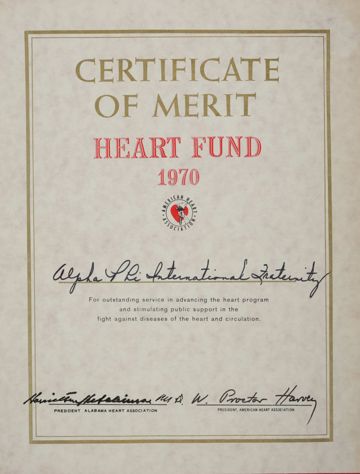 CERTIFICATE
OF MERIT
HEART FUND
1970
AMERICAN HEART ASSOCIATION
Alpha Phi International Fraternity
For outstanding service in advancing the heart program
and stimulating public support in the
fight against diseases of the heart and circulation.
M.D. W. Proctor Harvey
PRESIDENT ALABAMA HEART ASSOCIATION PRESIDENT, AMERICAN HEART ASSOCIATION